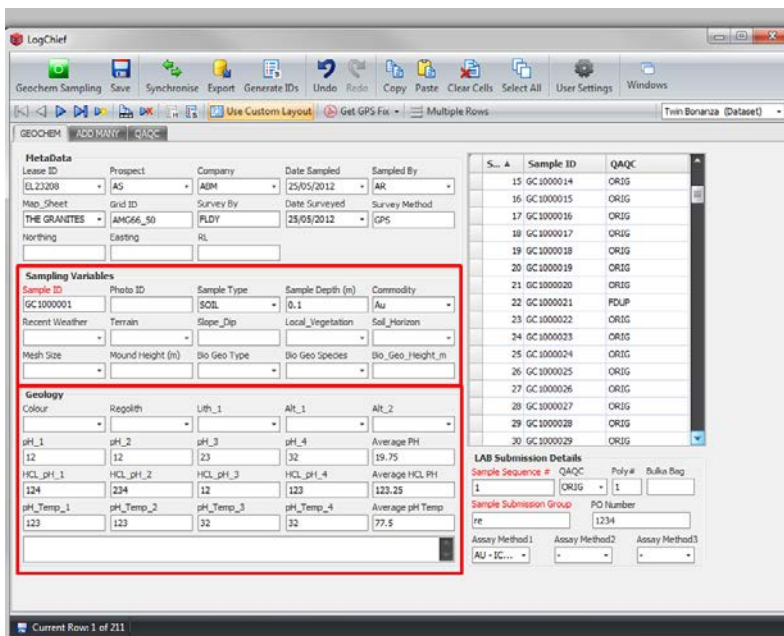 LogChief
Geochem Sampling Save Synchronise Export Generate IDs Undo Redo Copy Paste Clear Cells Select All User Settings Windows
Use Custom Layout Get GPS Fix Multiple Rows Twin Bonanza (Dataset)
GEOCHEM ADD MANY QAQC
MetaData
Lease ID Prospect Company Date Sampled Sampled By
EL23208 AS ABM 25/05/2012 AR
Map_Sheet Grid ID Survey By Date Surveyed Survey Method
THE GRANITES AMG66_50 FLDY 25/05/2012 GPS
Northing Easting RL
Sampling Variables
Sample ID Photo ID Sample Type Sample Depth (m) Commodity
GC1000001 SOIL 0.1 Au
Recent Weather Terrain Slope_Dip Local_Vegetation Soil_Horizon
Mesh Size Mound Height (m) Bio Geo Type Bio Geo Species Bio_Geo_Height_m
Geology
Colour Regolith Lith_1 Alt_1 Alt_2
pH_1 pH_2 pH_3 pH_4 Average PH
12 12 23 32 19.75
HCL_pH_1 HCL_pH_2 HCL_pH_3 HCL_pH_4 Average HCL PH
124 234 12 123 123.25
pH_Temp_1 pH_Temp_2 pH_Temp_3 pH_Temp_4 Average pH Temp
123 123 32 32 77.5
S... Sample ID QAQC
15 GC1000014 ORIG
16 GC1000015 ORIG
17 GC1000016 ORIG
18 GC1000017 ORIG
19 GC1000018 ORIG
20 GC1000019 ORIG
21 GC1000020 ORIG
22 GC1000021 FDUP
23 GC1000022 ORIG
24 GC1000023 ORIG
25 GC1000024 ORIG
26 GC1000025 ORIG
27 GC1000026 ORIG
28 GC1000027 ORIG
29 GC1000028 ORIG
30 GC1000029 ORIG
LAB Submission Details
Sample Sequence # QAQC Poly# Bulka Bag
1 ORIG 1
Sample Submission Group PO Number
re 1234
Assay Method1 Assay Method2 Assay Method3
AU - IC... - -
Current Row: 1 of 211